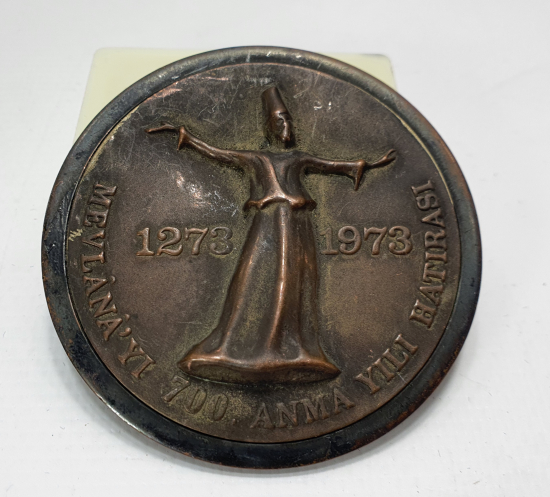 1273 1973
MEVLÂNA'YI 700. ANMA YILI HATIRASI